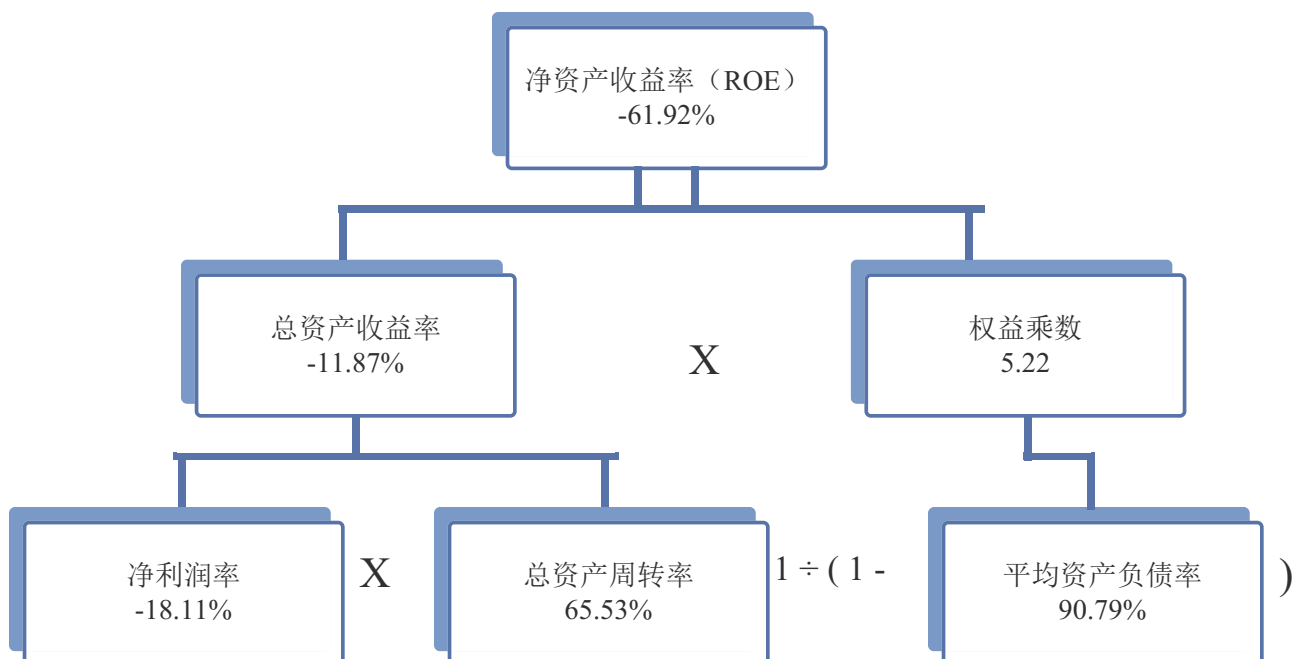 净资产收益率（ROE）
-61.92%
总资产收益率
-11.87%
X
权益乘数
5.22
净利润率
-18.11%
X
总资产周转率
65.53%
1 ÷ ( 1 -
平均资产负债率
90.79%
)